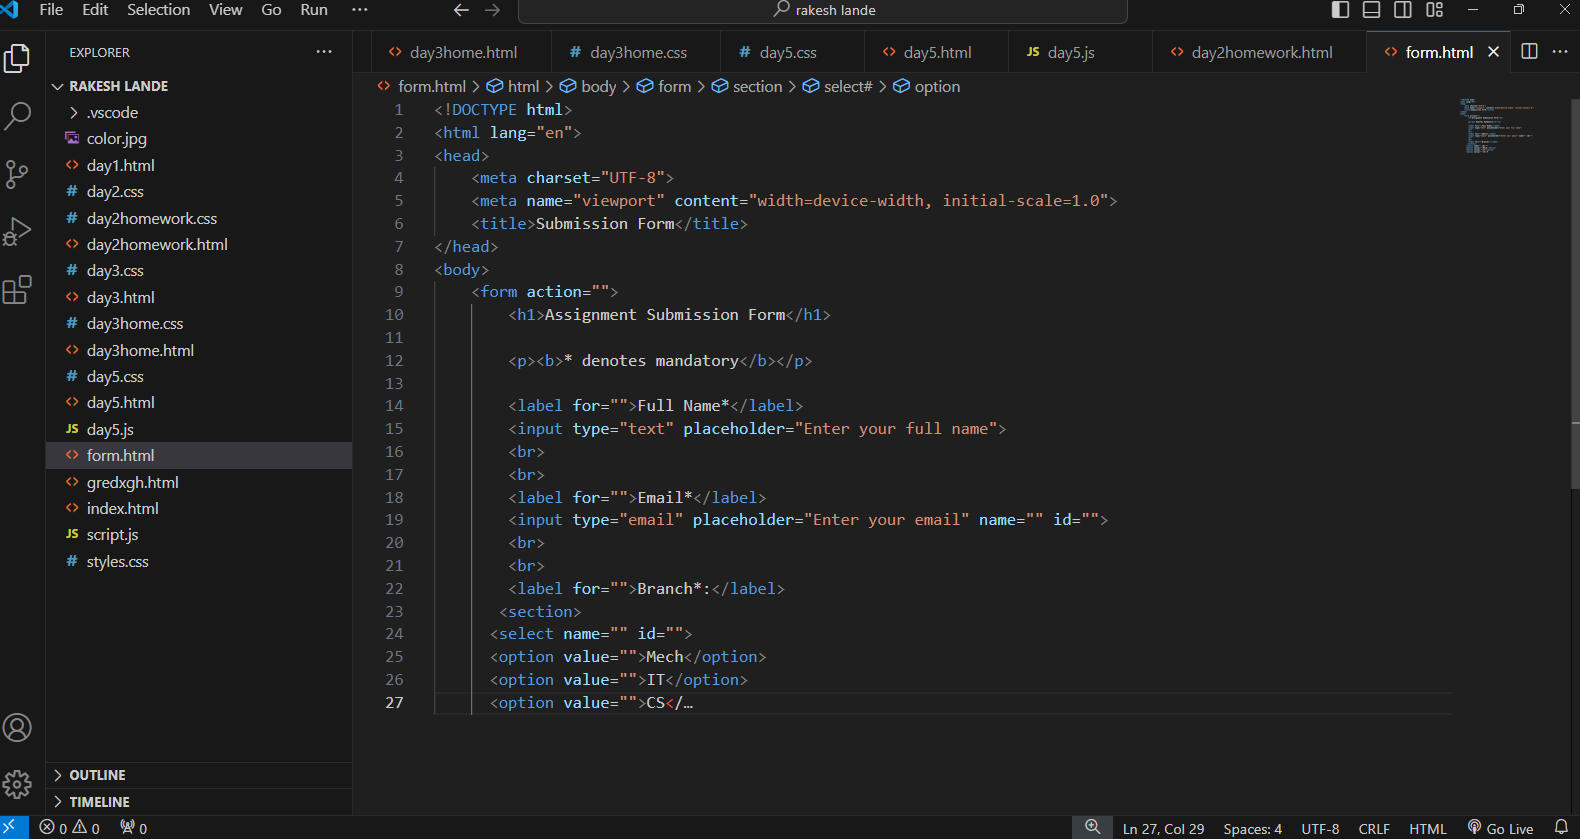 File Edit Selection View Go Run ··· rakesh lande
EXPLORER ···
day3home.html day3home.css day5.css day5.html day5.js day2homework.html form.html
form.html > html > body > form > section > select# > option
RAKESH LANDE
.vscode
color.jpg
day1.html
day2.css
day2homework.css
day2homework.html
day3.css
day3.html
day3home.css
day3home.html
day5.css
day5.html
day5.js
form.html
gredxgh.html
index.html
script.js
styles.css
OUTLINE
TIMELINE
1 <!DOCTYPE html>
2 <html lang="en">
3 <head>
4 <meta charset="UTF-8">
5 <meta name="viewport" content="width=device-width, initial-scale=1.0">
6 <title>Submission Form</title>
7 </head>
8 <body>
9 <form action="">
10 <h1>Assignment Submission Form</h1>
11
12 <p><b>* denotes mandatory</b></p>
13
14 <label for="">Full Name*</label>
15 <input type="text" placeholder="Enter your full name">
16 <br>
17 <br>
18 <label for="">Email*</label>
19 <input type="email" placeholder="Enter your email" name="" id="">
20 <br>
21 <br>
22 <label for="">Branch*:</label>
23 <section>
24 <select name="" id="">
25 <option value="">Mech</option>
26 <option value="">IT</option>
27 <option value="">CS</…
0 0 0 Ln 27, Col 29 Spaces: 4 UTF-8 CRLF HTML Go Live